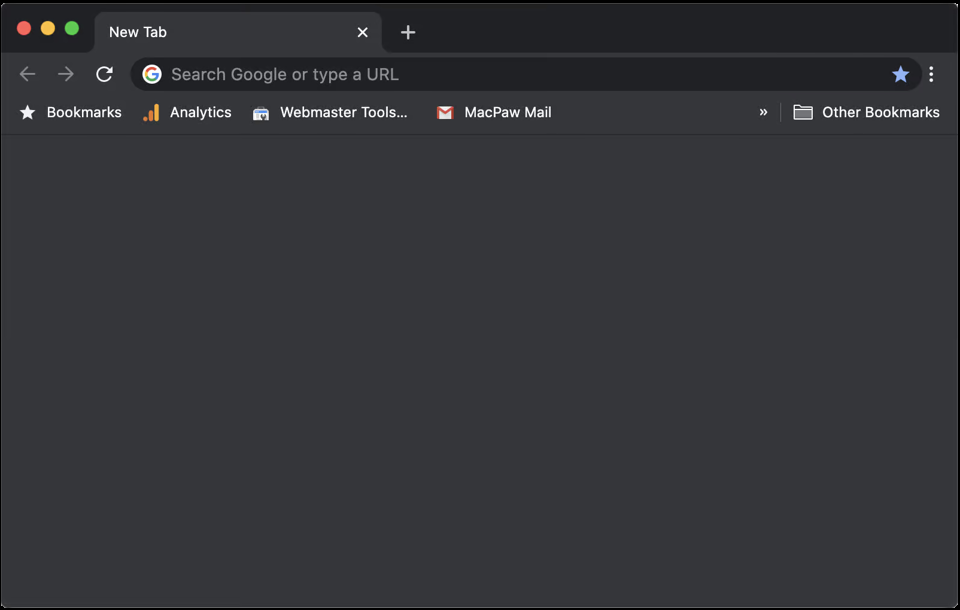 New Tab
Search Google or type a URL
Bookmarks Analytics Webmaster Tools... MacPaw Mail » Other Bookmarks